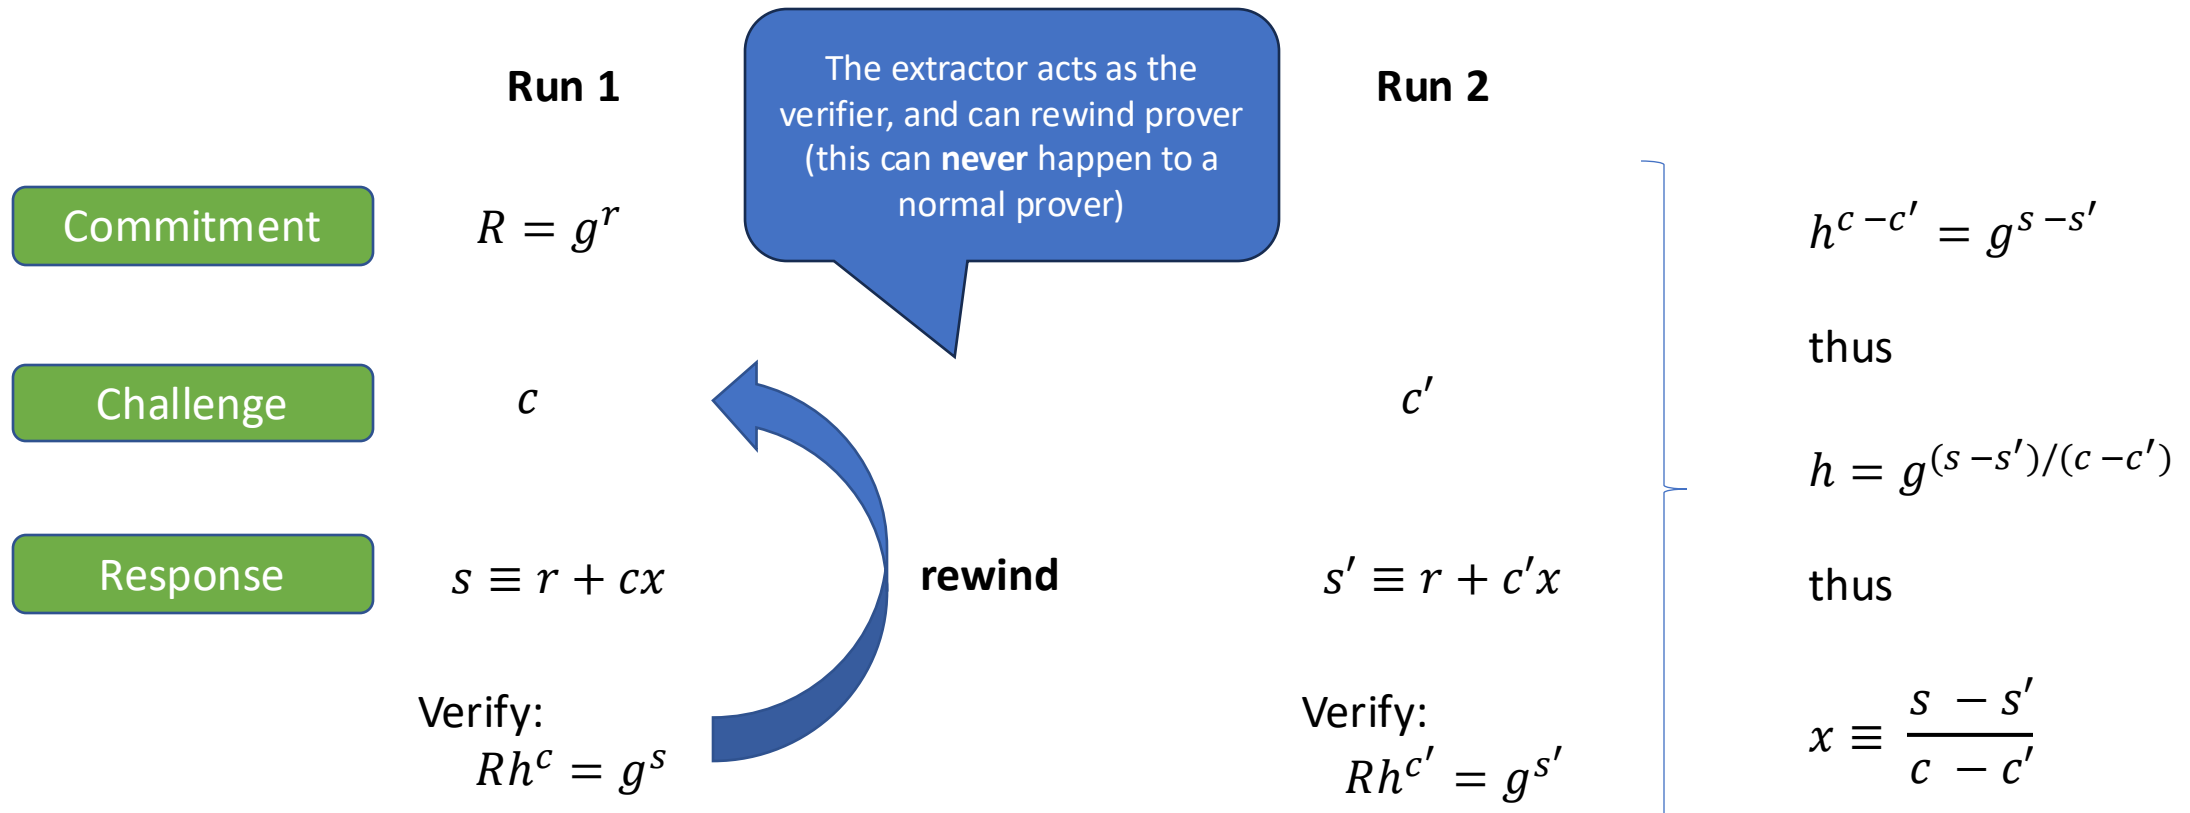 Run 1
The extractor acts as the
verifier, and can rewind prover
(this can never happen to a
normal prover)
Run 2
Commitment
R = g^r
h^{c −c′} = g^{s −s′}
thus
Challenge
c
c′
h = g^{(s −s′)/(c −c′)}
Response
s ≡ r + cx
rewind
s′ ≡ r + c′x
thus
Verify:
Rh^c = g^s
Verify:
Rh^{c′} = g^{s′}
x ≡ \frac{s − s′}{c − c′}